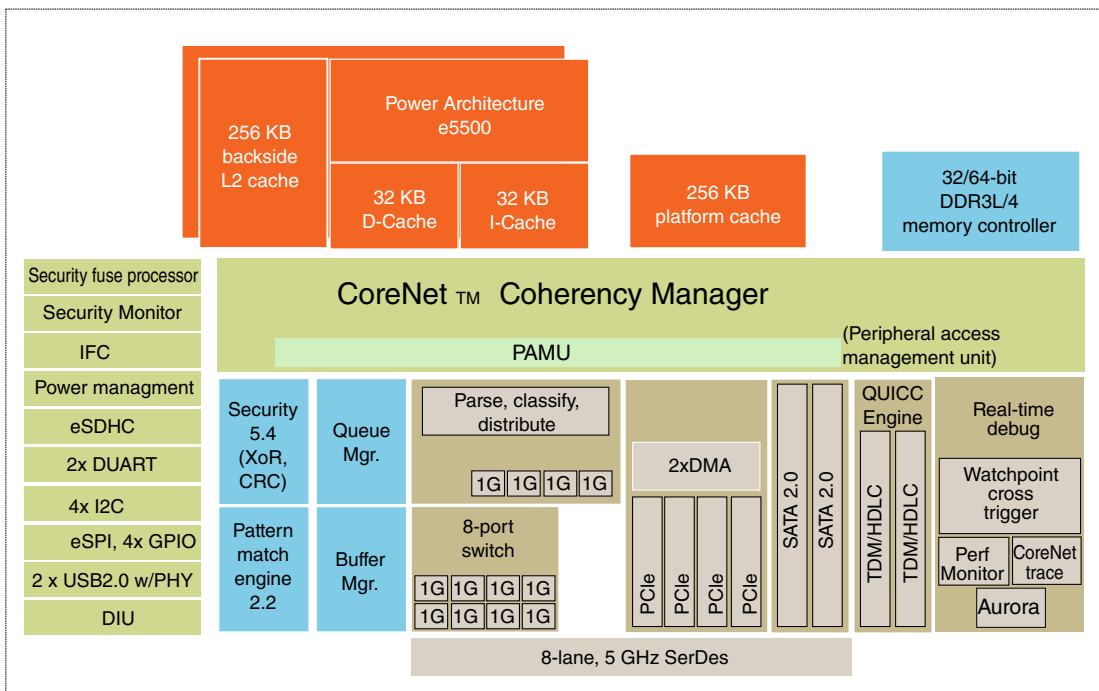 256 KB
backside
L2 cache
Power Architecture
e5500
32 KB
D-Cache
32 KB
I-Cache
256 KB
platform cache
32/64-bit
DDR3L/4
memory controller
Security fuse processor
Security Monitor
IFC
Power managment
eSDHC
2x DUART
4x I2C
eSPI, 4x GPIO
2 x USB2.0 w/PHY
DIU
CoreNet TM Coherency Manager
PAMU
(Peripheral access
management unit)
Security
5.4
(XoR,
CRC)
Queue
Mgr.
Pattern
match
engine
2.2
Buffer
Mgr.
Parse, classify,
distribute
1G 1G 1G 1G
8-port
switch
1G 1G 1G 1G
1G 1G 1G 1G
2xDMA
PCIe
PCIe
PCIe
PCIe
SATA 2.0
SATA 2.0
QUICC
Engine
TDM/HDLC
TDM/HDLC
Real-time
debug
Watchpoint
cross
trigger
Perf
Monitor
CoreNet
trace
Aurora
8-lane, 5 GHz SerDes